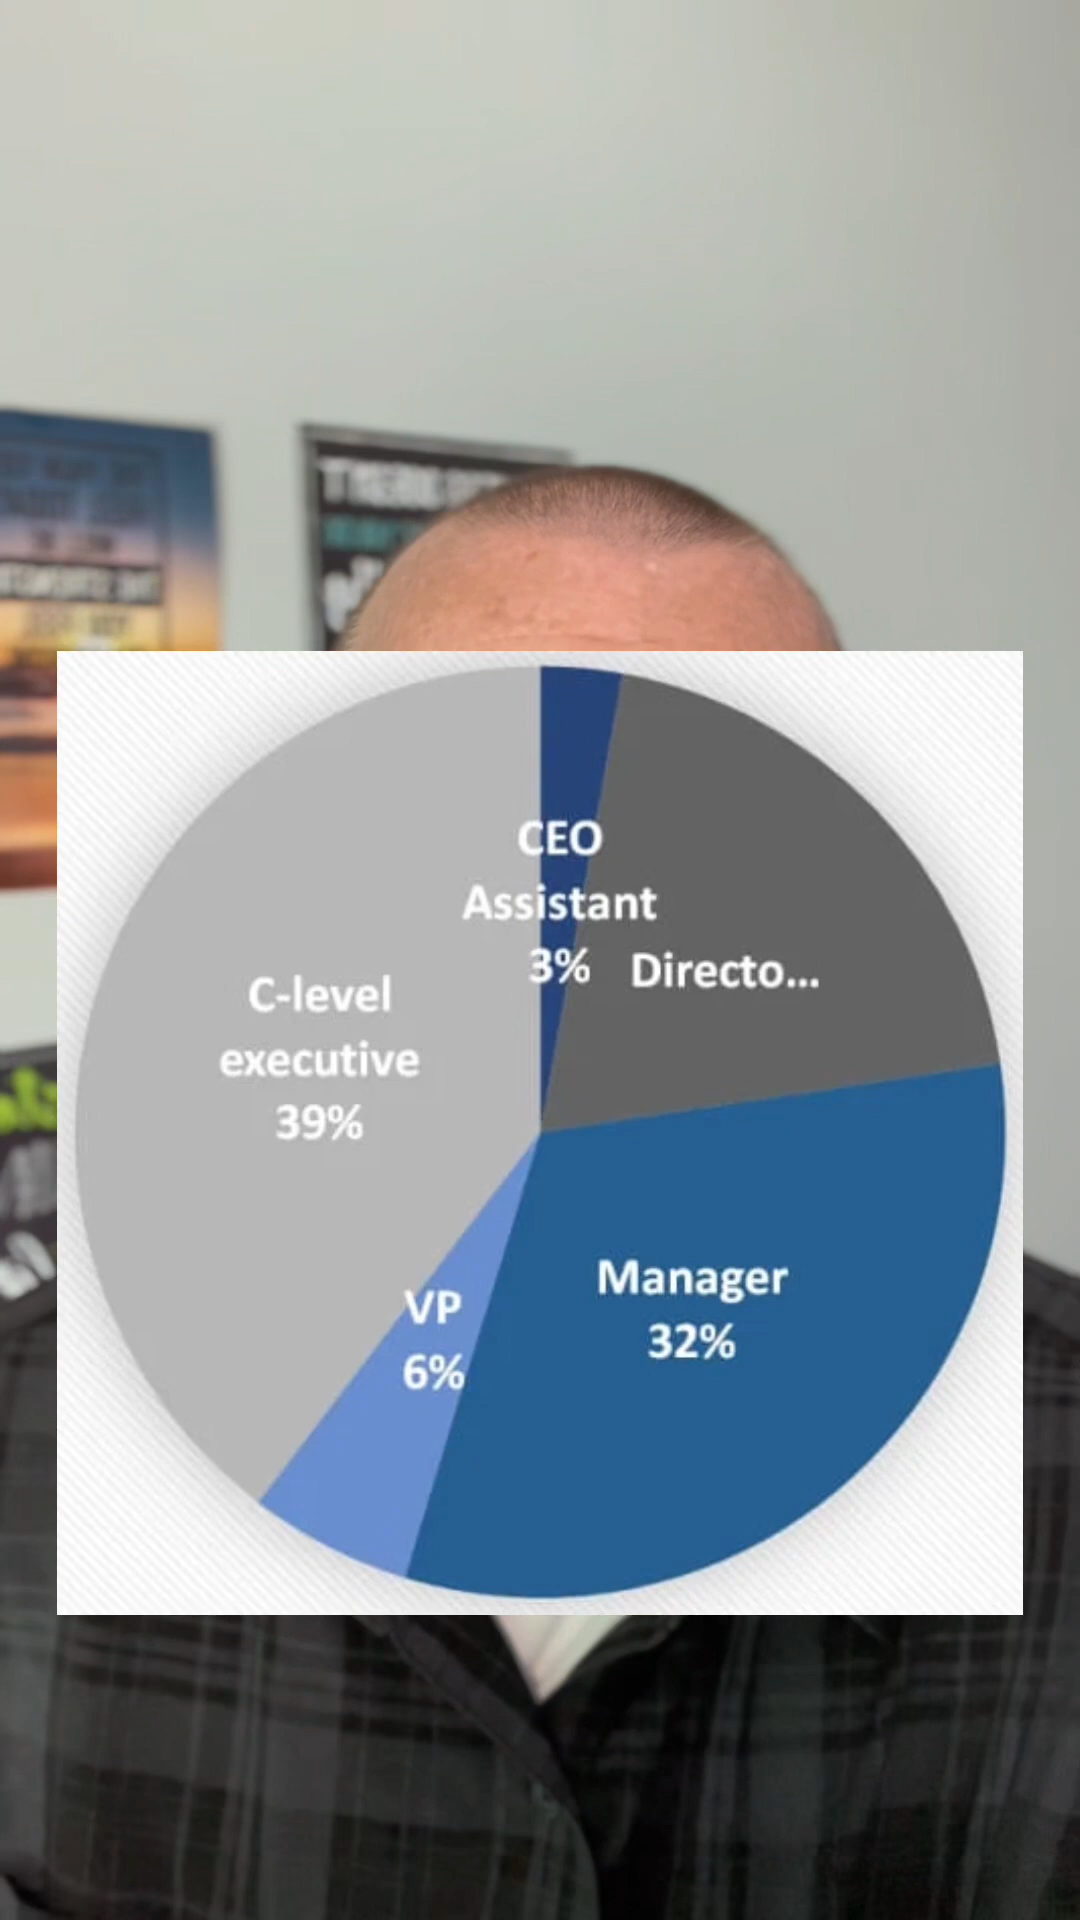 CEO
Assistant
3%
Directo...
C-level
executive
39%
Manager
32%
VP
6%